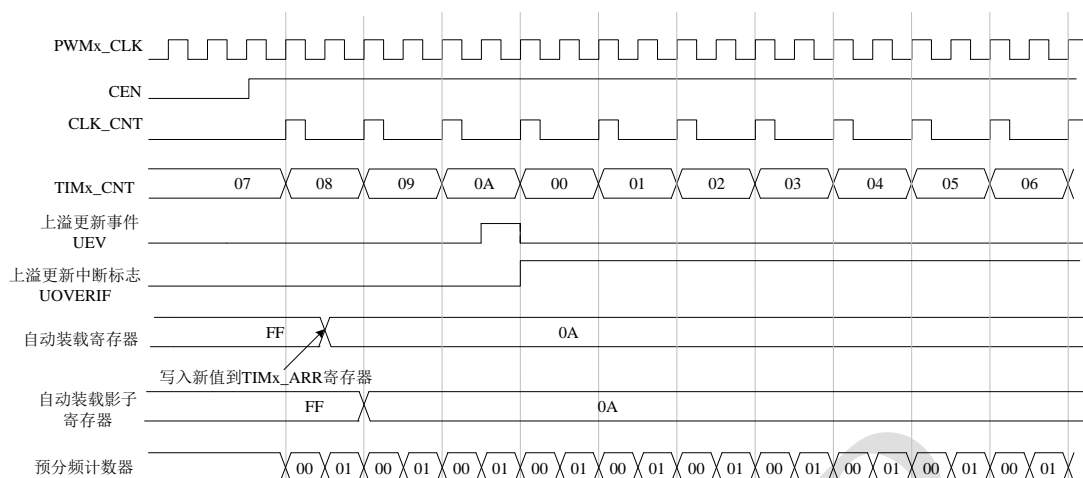 PWMx_CLK
CEN
CLK_CNT
TIMx_CNT 07 08 09 0A 00 01 02 03 04 05 06
上溢更新事件
UEV
上溢更新中断标志
UOVERIF
自动装载寄存器 FF 0A
写入新值到TIMx_ARR寄存器
自动装载影子
寄存器 FF 0A
预分频计数器 00 01 00 01 00 01 00 01 00 01 00 01 00 01 00 01 00 01 00 01